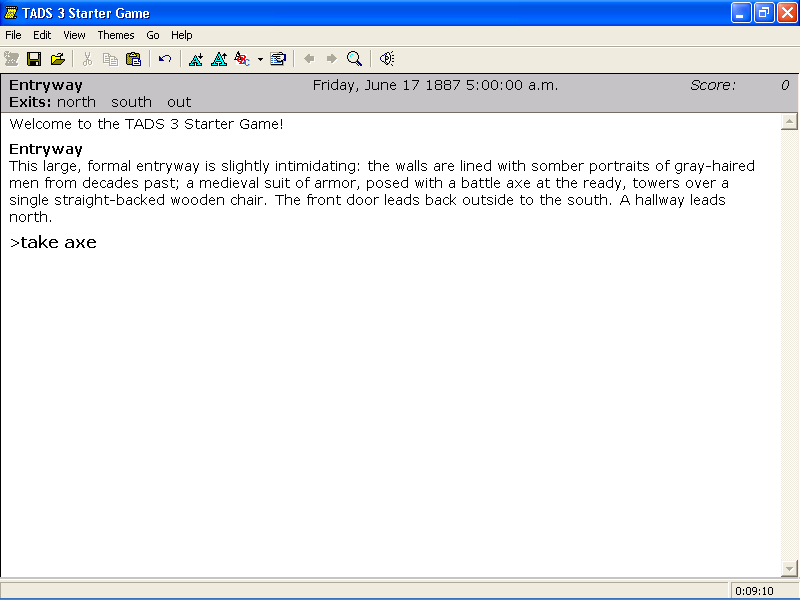 TADS 3 Starter Game
File Edit View Themes Go Help
Entryway Friday, June 17 1887 5:00:00 a.m. Score: 0
Exits: north south out
Welcome to the TADS 3 Starter Game!
Entryway
This large, formal entryway is slightly intimidating: the walls are lined with somber portraits of gray-haired
men from decades past; a medieval suit of armor, posed with a battle axe at the ready, towers over a
single straight-backed wooden chair. The front door leads back outside to the south. A hallway leads
north.
>take axe
0:09:10